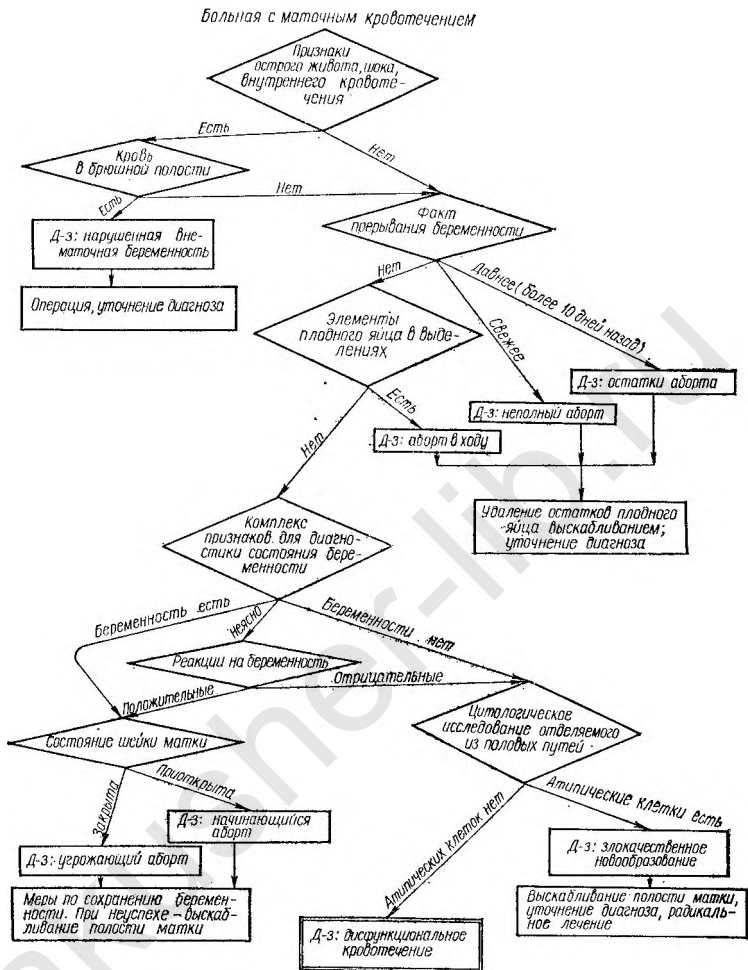 Больная с маточным кровотечением
Признаки
острого живота, шока,
внутреннего кровоте-
чения
Есть
Нет
Кровь
в брюшной полости
Нет
Есть
Факт
прерывания беременности
Д-з: нарушенная вне-
маточная беременность
Нет
Свежее
Давнее (более 10 дней назад)
Операция, уточнение диагноза
Элементы
плодного яйца в выде-
лениях
Д-з: остатки аборта
Есть
Д-з: неполный аборт
Нет
Д-з: аборт в ходу
Удаление остатков плодного
яйца выскабливанием;
уточнение диагноза
Комплекс
признаков для диагно-
стики состояния бере-
менности
Беременность есть
Неясно
Беременности нет
Реакции на беременность
Положительные
Отрицательные
Состояние шейки матки
Цитологическое
исследование отделяемого
из половых путей
Закрыта
Приоткрыта
Атипических клеток нет
Атипические клетки есть
Д-з: начинающийся
аборт
Д-з: угрожающий аборт
Д-з: злокачественное
новообразование
Меры по сохранению беремен-
ности. При неуспехе – выскаб-
ливание полости матки
Выскабливание полости матки,
уточнение диагноза, радикаль-
ное лечение
Д-з: дисфункциональное
кровотечение
akusher-lib.ru